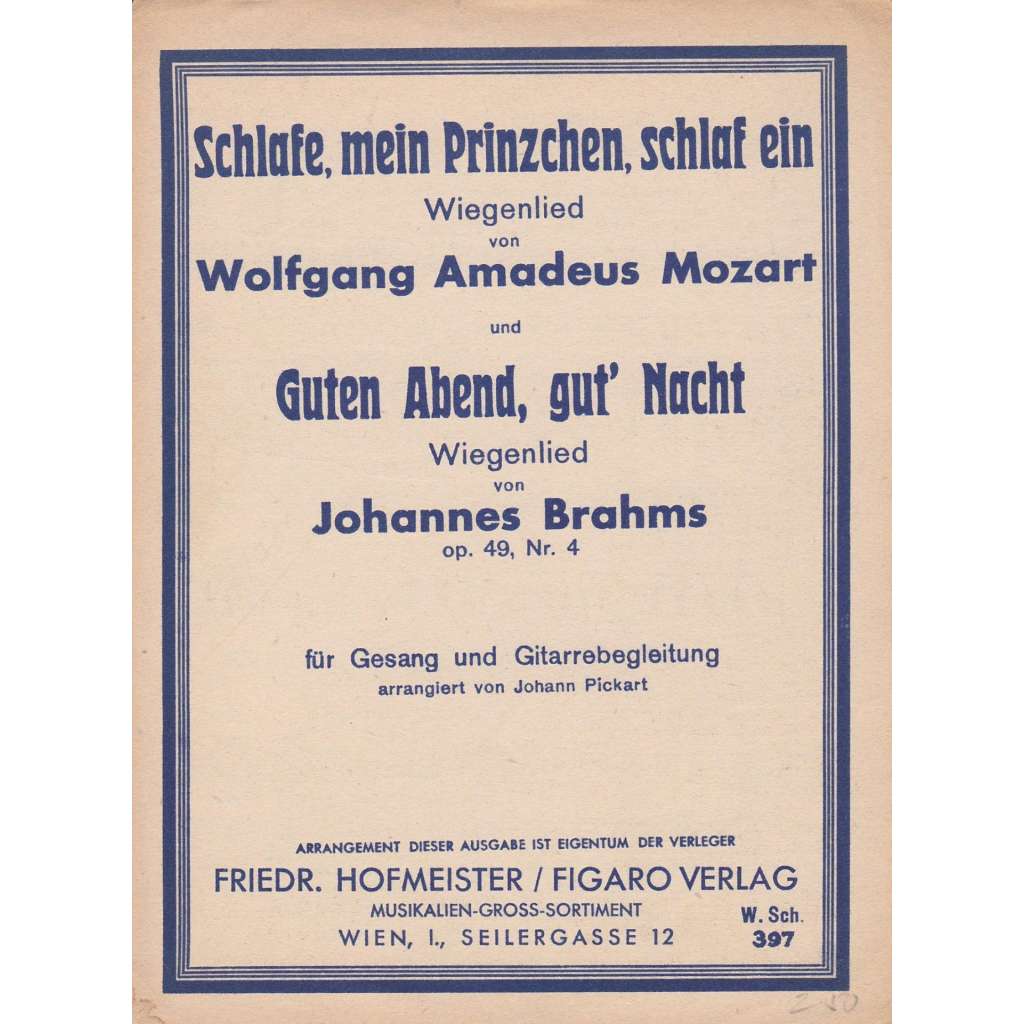 Schlafe, mein Prinzchen, schlaf ein
Wiegenlied
von
Wolfgang Amadeus Mozart
und
Guten Abend, gut' Nacht
Wiegenlied
von
Johannes Brahms
op. 49, Nr. 4
für Gesang und Gitarrebegleitung
arrangiert von Johann Pickart
ARRANGEMENT DIESER AUSGABE IST EIGENTUM DER VERLEGER
FRIEDR. HOFMEISTER / FIGARO VERLAG
MUSIKALIEN-GROSS-SORTIMENT
WIEN, I., SEILERGASSE 12
W. Sch.
397